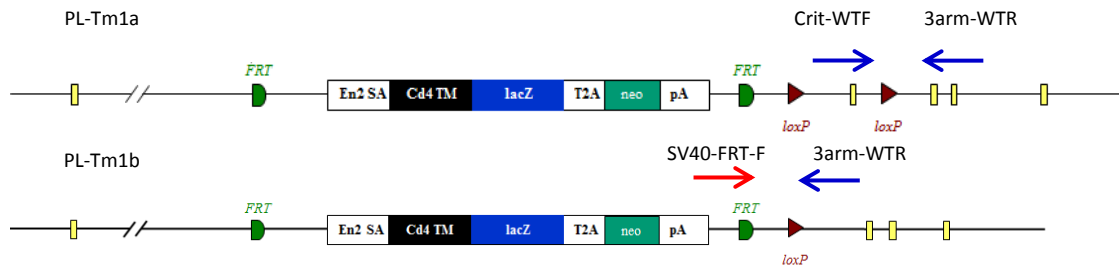 PL-Tm1a Crit-WTF 3arm-WTR
FRT FRT
En2 SA Cd4 TM lacZ T2A neo pA
loxP loxP
PL-Tm1b SV40-FRT-F 3arm-WTR
FRT FRT
En2 SA Cd4 TM lacZ T2A neo pA
loxP